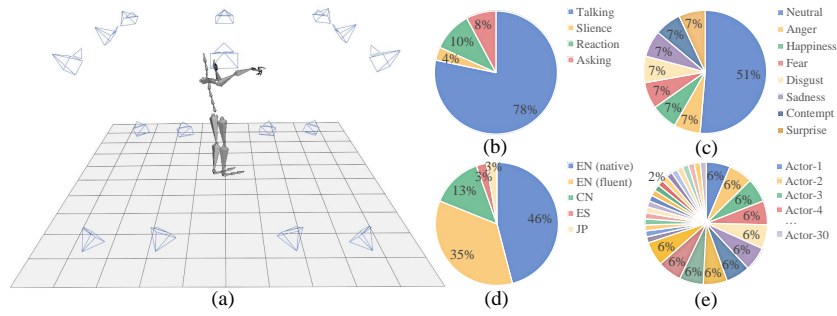 Talking
Slience
Reaction
Asking
8%
10%
4%
78%
(b)
Neutral
Anger
Happiness
Fear
Disgust
Sadness
Contempt
Surprise
7%
7%
7%
7%
7%
7%
7%
51%
(c)
EN (native)
EN (fluent)
CN
ES
JP
3%
3%
13%
46%
35%
(d)
Actor-1
Actor-2
Actor-3
Actor-4
...
Actor-30
2%
6%
6%
6%
6%
6%
6%
6%
6%
6%
6%
6%
(e)
(a)